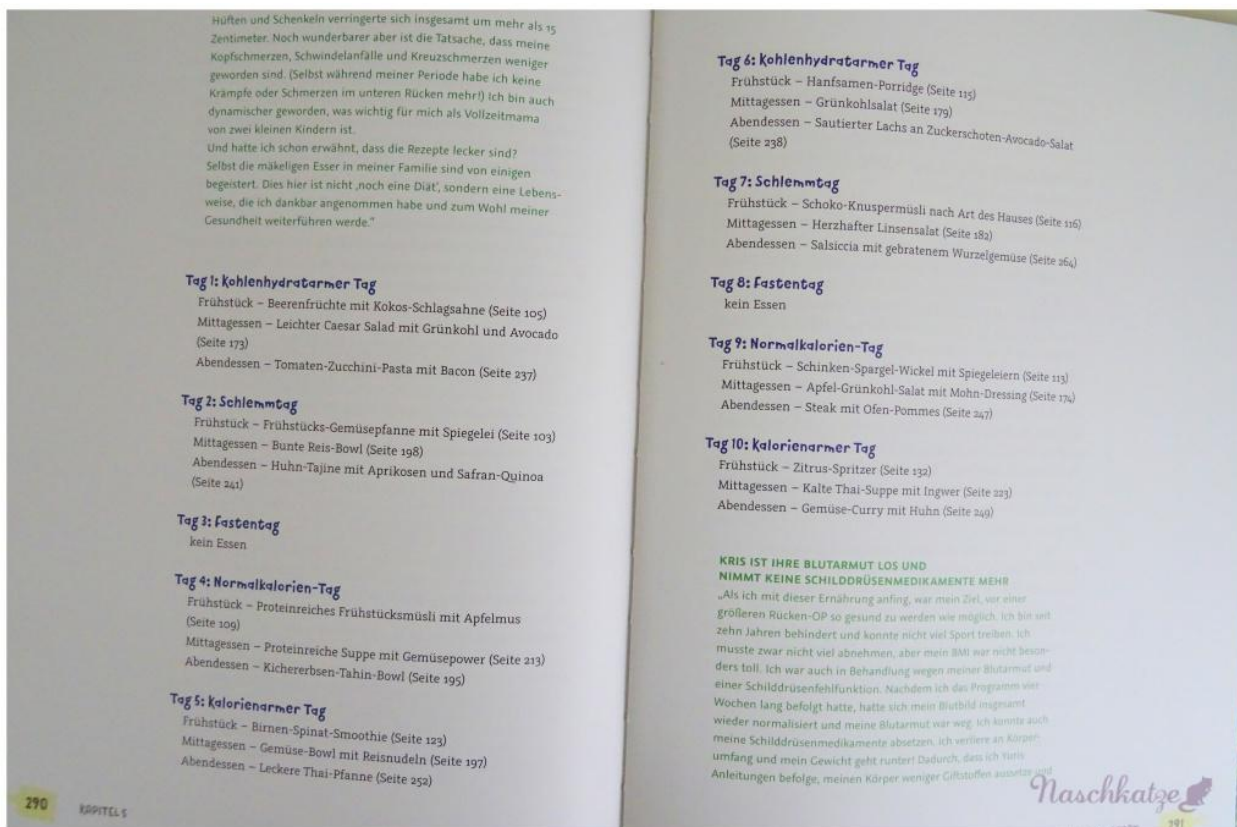 Hüften und Schenkeln verringerte sich insgesamt um mehr als 15
Zentimeter. Noch wunderbarer aber ist die Tatsache, dass meine
Kopfschmerzen, Schwindelanfälle und Kreuzschmerzen weniger
geworden sind. (Selbst während meiner Periode habe ich keine
Krämpfe oder Schmerzen im unteren Rücken mehr!) Ich bin auch
dynamischer geworden, was wichtig für mich als Vollzeitmama
von zwei kleinen Kindern ist.
Und hatte ich schon erwähnt, dass die Rezepte lecker sind?
Selbst die mäkeligen Esser in meiner Familie sind von einigen
begeistert. Dies hier ist nicht ‚noch eine Diät', sondern eine Lebens-
weise, die ich dankbar angenommen habe und zum Wohl meiner
Gesundheit weiterführen werde."
Tag 1: Kohlenhydratarmer Tag
Frühstück – Beerenfrüchte mit Kokos-Schlagsahne (Seite 105)
Mittagessen – Leichter Caesar Salad mit Grünkohl und Avocado
(Seite 173)
Abendessen – Tomaten-Zucchini-Pasta mit Bacon (Seite 237)
Tag 2: Schlemmtag
Frühstück – Frühstücks-Gemüsepfanne mit Spiegelei (Seite 103)
Mittagessen – Bunte Reis-Bowl (Seite 198)
Abendessen – Huhn-Tajine mit Aprikosen und Safran-Quinoa
(Seite 241)
Tag 3: Fastentag
kein Essen
Tag 4: Normalkalorien-Tag
Frühstück – Proteinreiches Frühstücksmüsli mit Apfelmus
(Seite 109)
Mittagessen – Proteinreiche Suppe mit Gemüsepower (Seite 213)
Abendessen – Kichererbsen-Tahin-Bowl (Seite 195)
Tag 5: Kalorienarmer Tag
Frühstück – Birnen-Spinat-Smoothie (Seite 123)
Mittagessen – Gemüse-Bowl mit Reisnudeln (Seite 197)
Abendessen – Leckere Thai-Pfanne (Seite 252)
290 KAPITEL 5
Tag 6: Kohlenhydratarmer Tag
Frühstück – Hanfsamen-Porridge (Seite 115)
Mittagessen – Grünkohlsalat (Seite 179)
Abendessen – Sautierter Lachs an Zuckerschoten-Avocado-Salat
(Seite 238)
Tag 7: Schlemmtag
Frühstück – Schoko-Knuspermüsli nach Art des Hauses (Seite 116)
Mittagessen – Herzhafter Linsensalat (Seite 182)
Abendessen – Salsiccia mit gebratenem Wurzelgemüse (Seite 264)
Tag 8: Fastentag
kein Essen
Tag 9: Normalkalorien-Tag
Frühstück – Schinken-Spargel-Wickel mit Spiegeleiern (Seite 113)
Mittagessen – Apfel-Grünkohl-Salat mit Mohn-Dressing (Seite 174)
Abendessen – Steak mit Ofen-Pommes (Seite 247)
Tag 10: Kalorienarmer Tag
Frühstück – Zitrus-Spritzer (Seite 132)
Mittagessen – Kalte Thai-Suppe mit Ingwer (Seite 223)
Abendessen – Gemüse-Curry mit Huhn (Seite 249)
KRIS IST IHRE BLUTARMUT LOS UND
NIMMT KEINE SCHILDDRÜSENMEDIKAMENTE MEHR
„Als ich mit dieser Ernährung anfing, war mein Ziel, vor einer
größeren Rücken-OP so gesund zu werden wie möglich. Ich bin seit
zehn Jahren behindert und konnte nicht viel Sport treiben. Ich
musste zwar nicht viel abnehmen, aber mein BMI war nicht beson-
ders toll. Ich war auch in Behandlung wegen meiner Blutarmut und
einer Schilddrüsenfehlfunktion. Nachdem ich das Programm vier
Wochen lang befolgt hatte, hatte sich mein Blutbild insgesamt
wieder normalisiert und meine Blutarmut war weg. Ich konnte auch
meine Schilddrüsenmedikamente absetzen. Ich verliere an Körper-
umfang und mein Gewicht geht runter! Dadurch, dass ich Yuris
Anleitungen befolge, meinen Körper weniger Giftstoffen aussetze und
Naschkatze
291